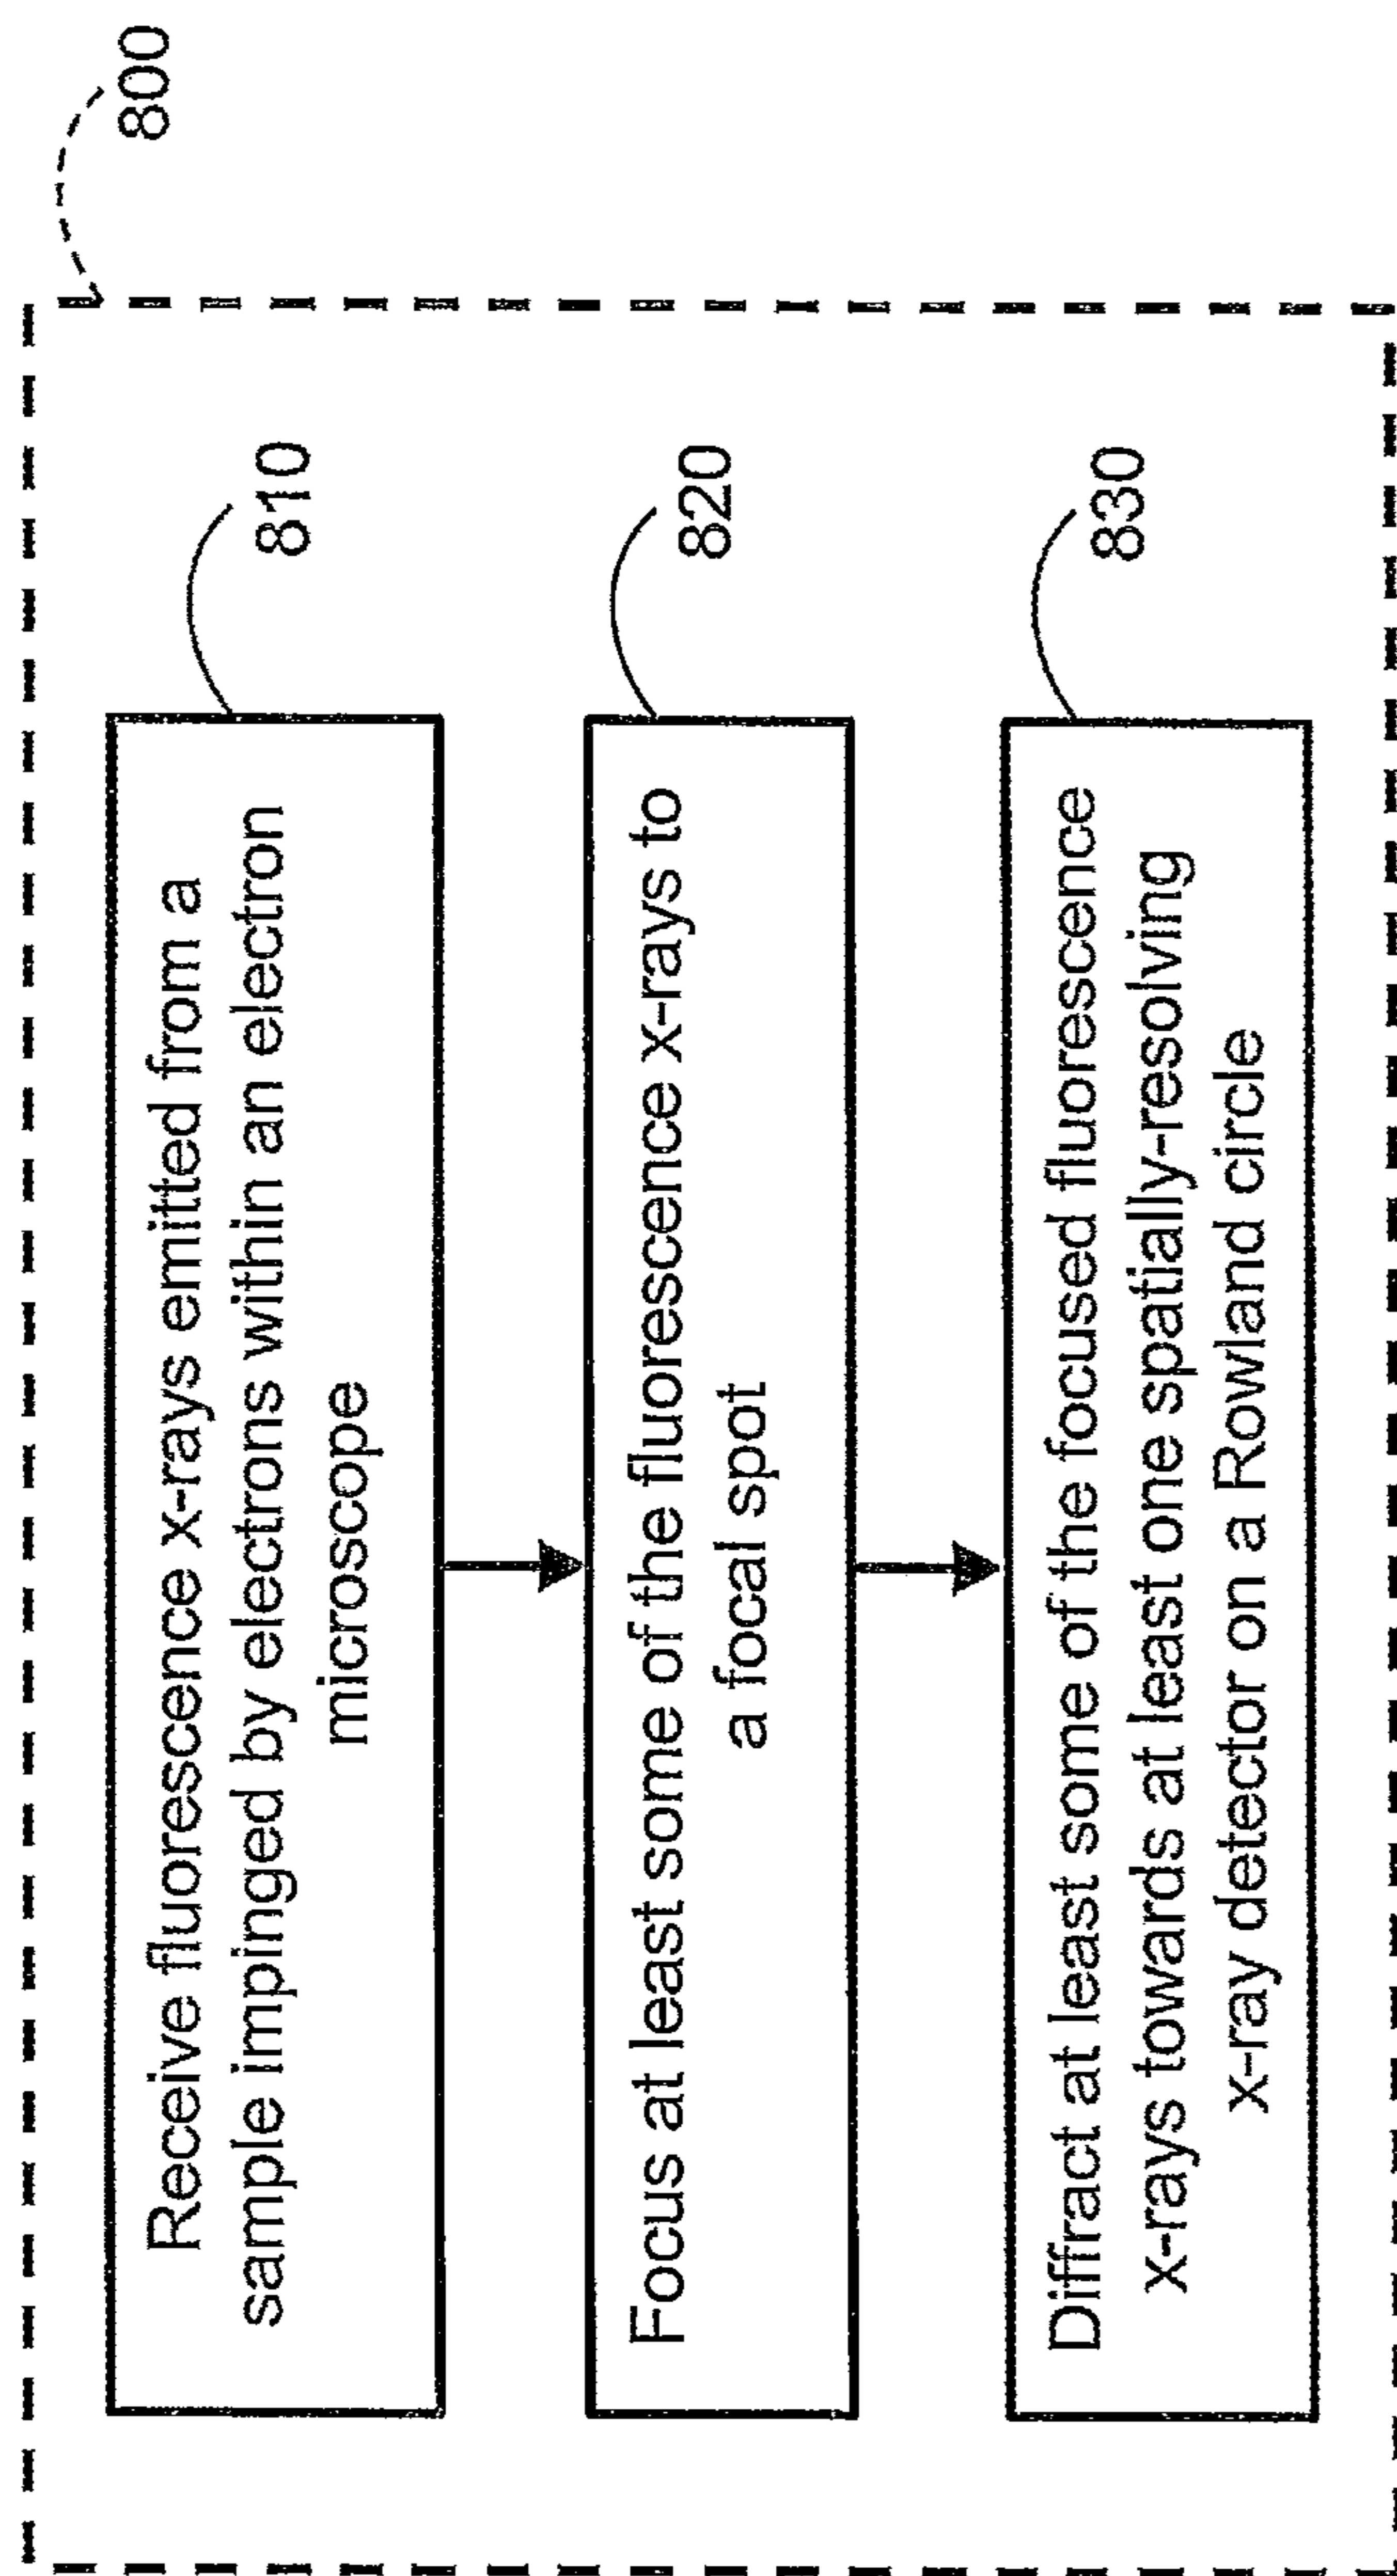 800
Receive fluorescence x-rays emitted from a
sample impinged by electrons within an electron
microscope
810
Focus at least some of the fluorescence x-rays to
a focal spot
820
Diffract at least some of the focused fluorescence
x-rays towards at least one spatially-resolving
x-ray detector on a Rowland circle
830